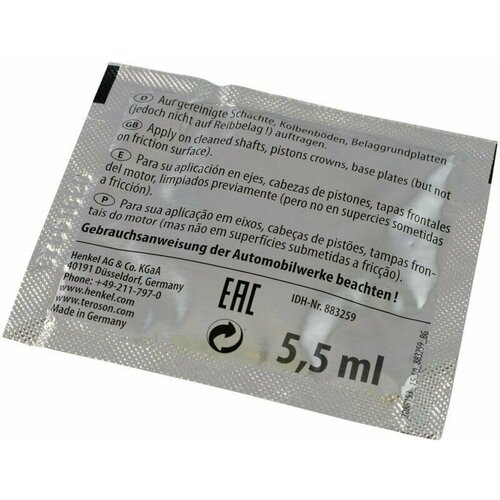 D Auf gereinigte Schächte, Kolbenböden, Belaggrundplatten
(jedoch nicht auf Reibbelag!) auftragen.
GB Apply on cleaned shafts, pistons crowns, base plates (but not
on friction surface).
E Para su aplicación en ejes, cabezas de pistones, tapas frontales
del motor, limpiados previamente (pero no en supercies sometidas
a fricción).
P Para sua aplicação em eixos, cabeças de pistões, tampas fron-
tais do motor (mas não em superfícies submetidas a fricção).
Gebrauchsanweisung der Automobilwerke beachten!
Henkel AG & Co. KGaA
40191 Düsseldorf, Germany
Phone: +49-211-797-0
www.henkel.com
www.teroson.com
Made in Germany
EAC
IDH-Nr. 883259
5,5 ml